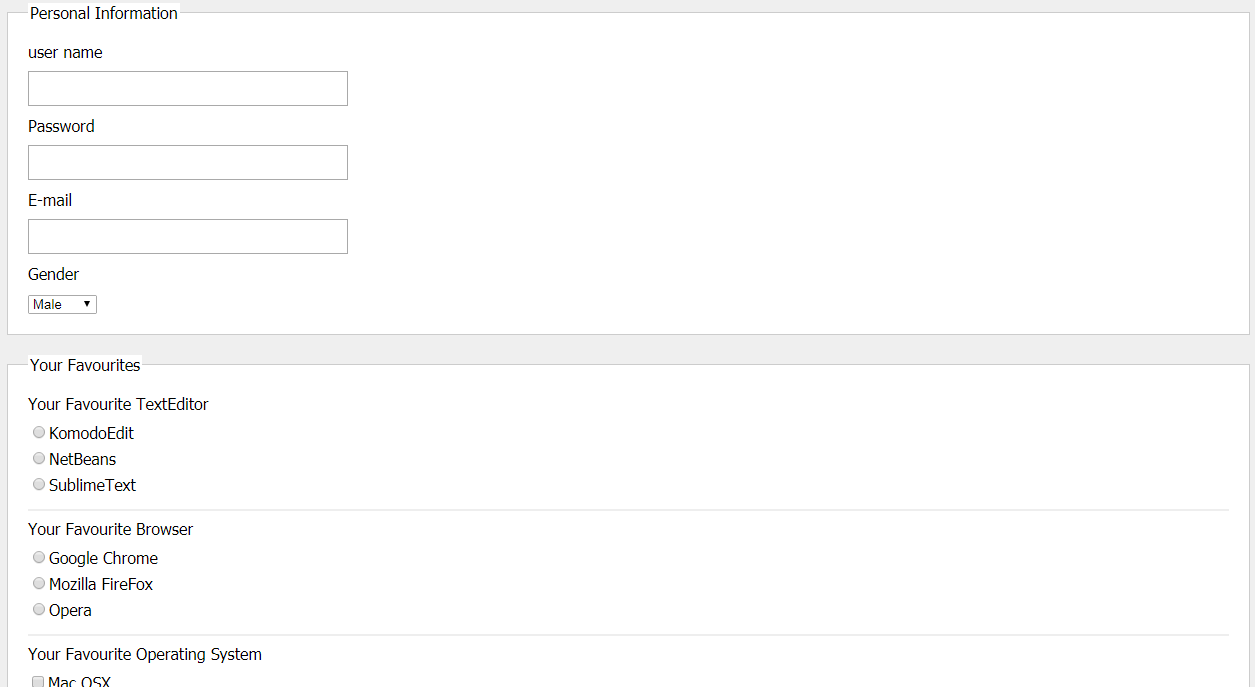 Personal Information
user name
Password
E-mail
Gender
Male
Your Favourites
Your Favourite TextEditor
KomodoEdit
NetBeans
SublimeText
Your Favourite Browser
Google Chrome
Mozilla FireFox
Opera
Your Favourite Operating System
Mac OSX